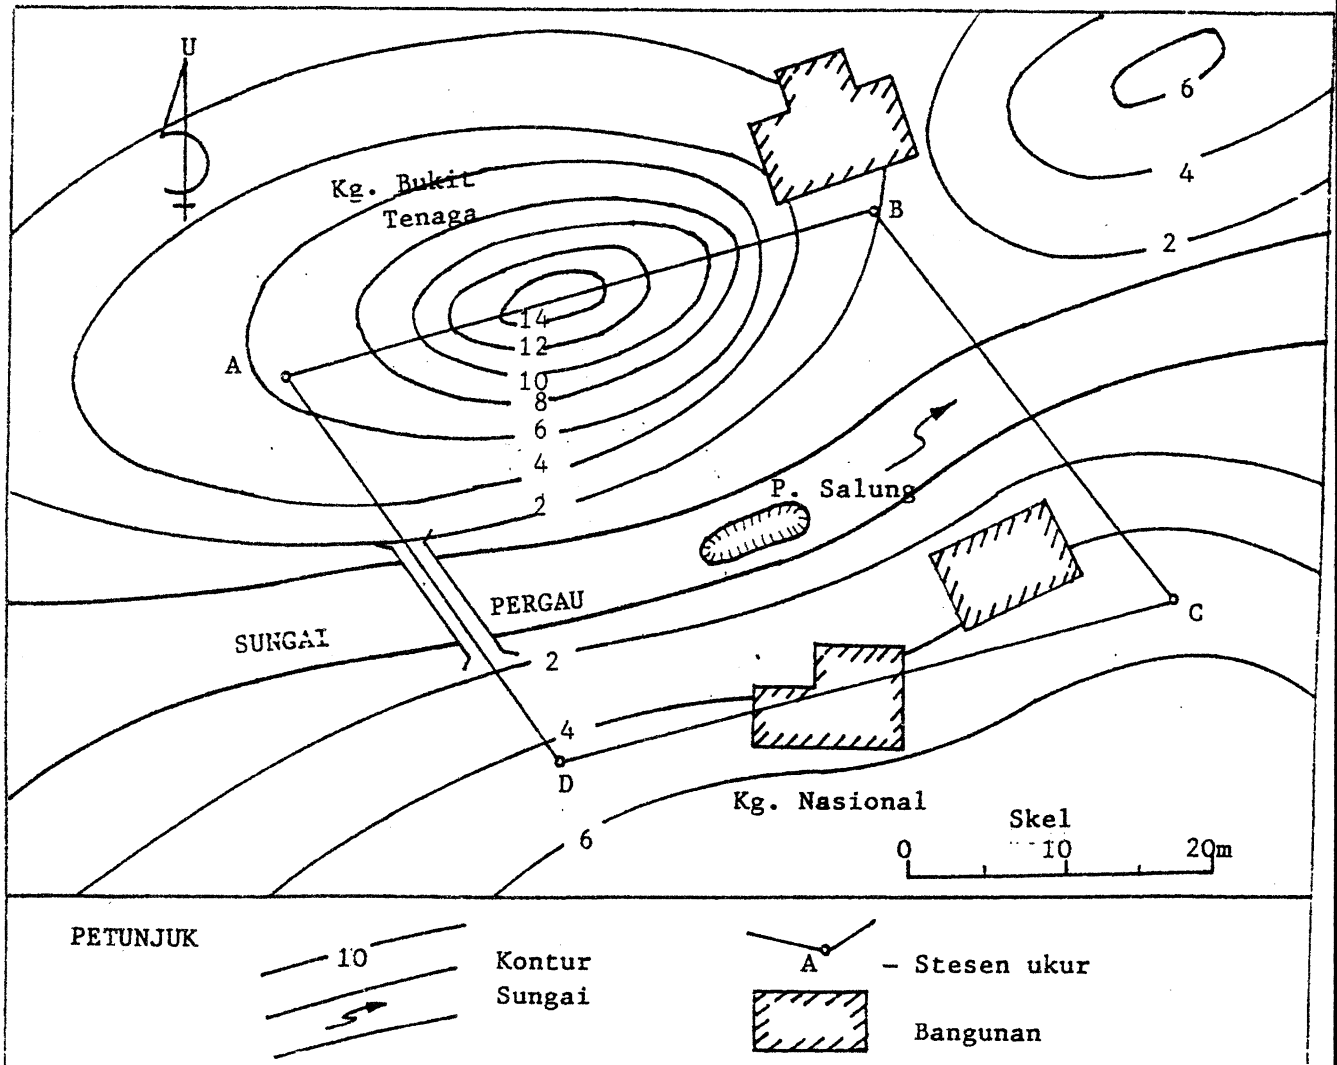 U
6
Kg. Bukit
Tenaga
4
B
2
14
12
A
10
8
6
4
P. Salung
2
PERGAU
C
SUNGAI
2
4
D
Kg. Nasional
Skel
6
0 10 20m
PETUNJUK
10
Kontur
Sungai
A - Stesen ukur
Bangunan